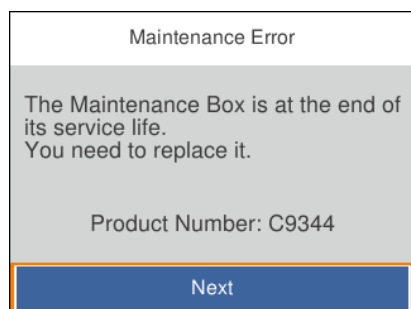 Maintenance Error
The Maintenance Box is at the end of
its service life.
You need to replace it.
Product Number: C9344
Next